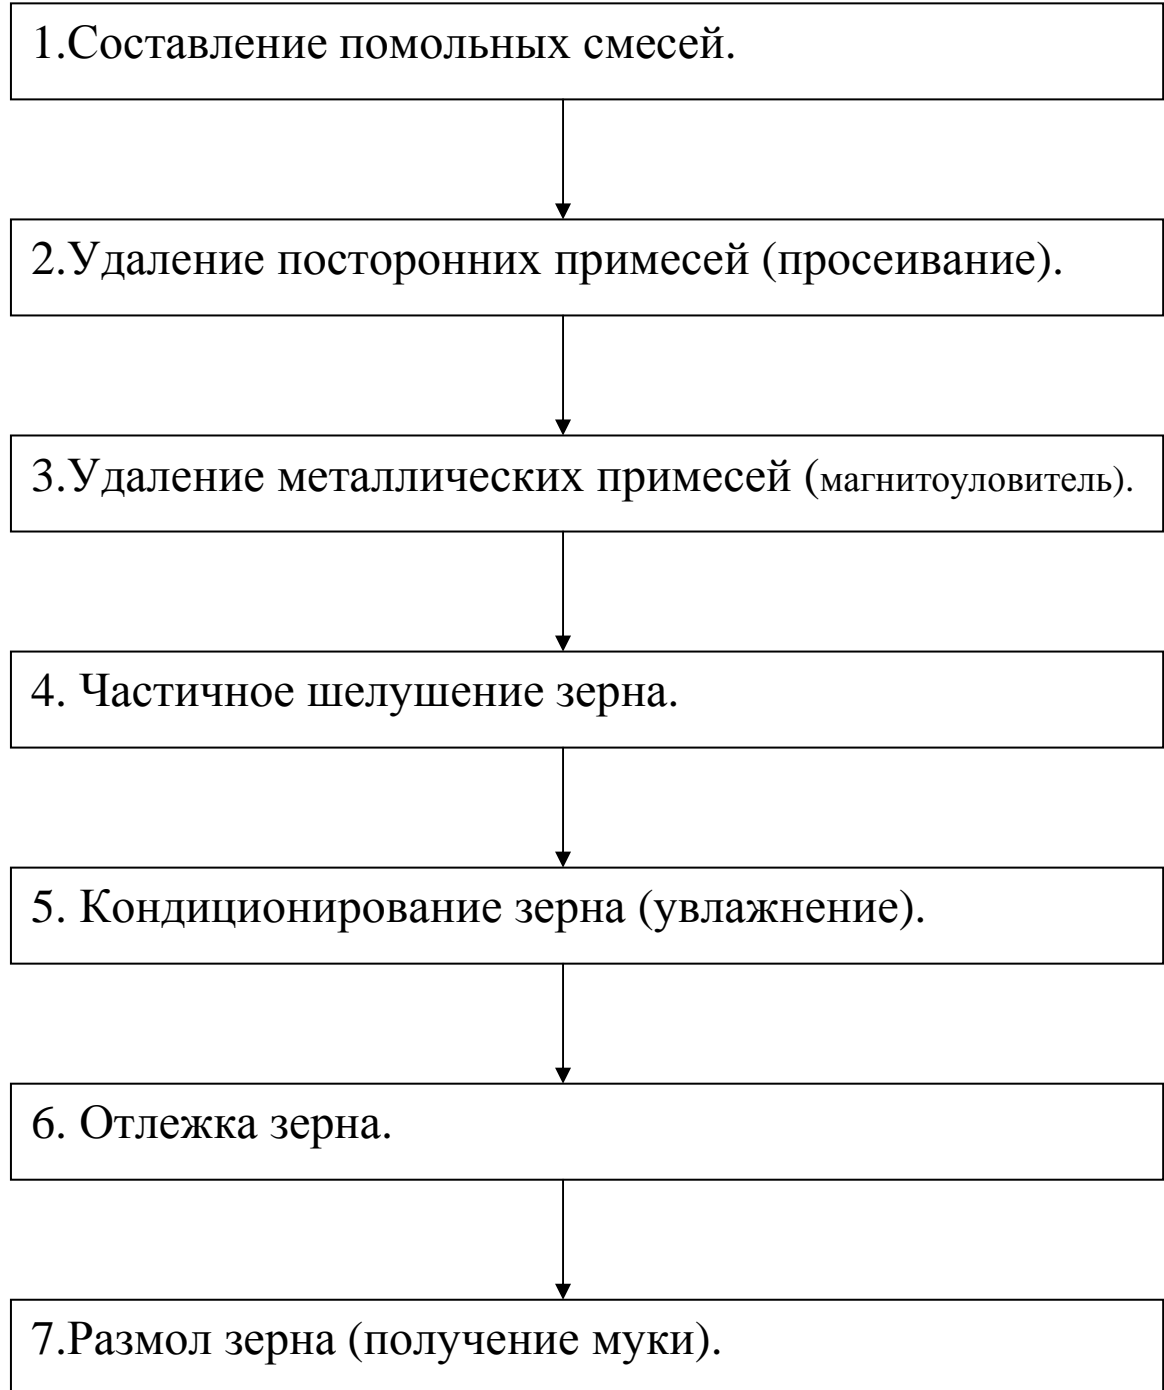 1.Составление помольных смесей.
2.Удаление посторонних примесей (просеивание).
3.Удаление металлических примесей (магнитоуловитель).
4. Частичное шелушение зерна.
5. Кондиционирование зерна (увлажнение).
6. Отлежка зерна.
7.Размол зерна (получение муки).